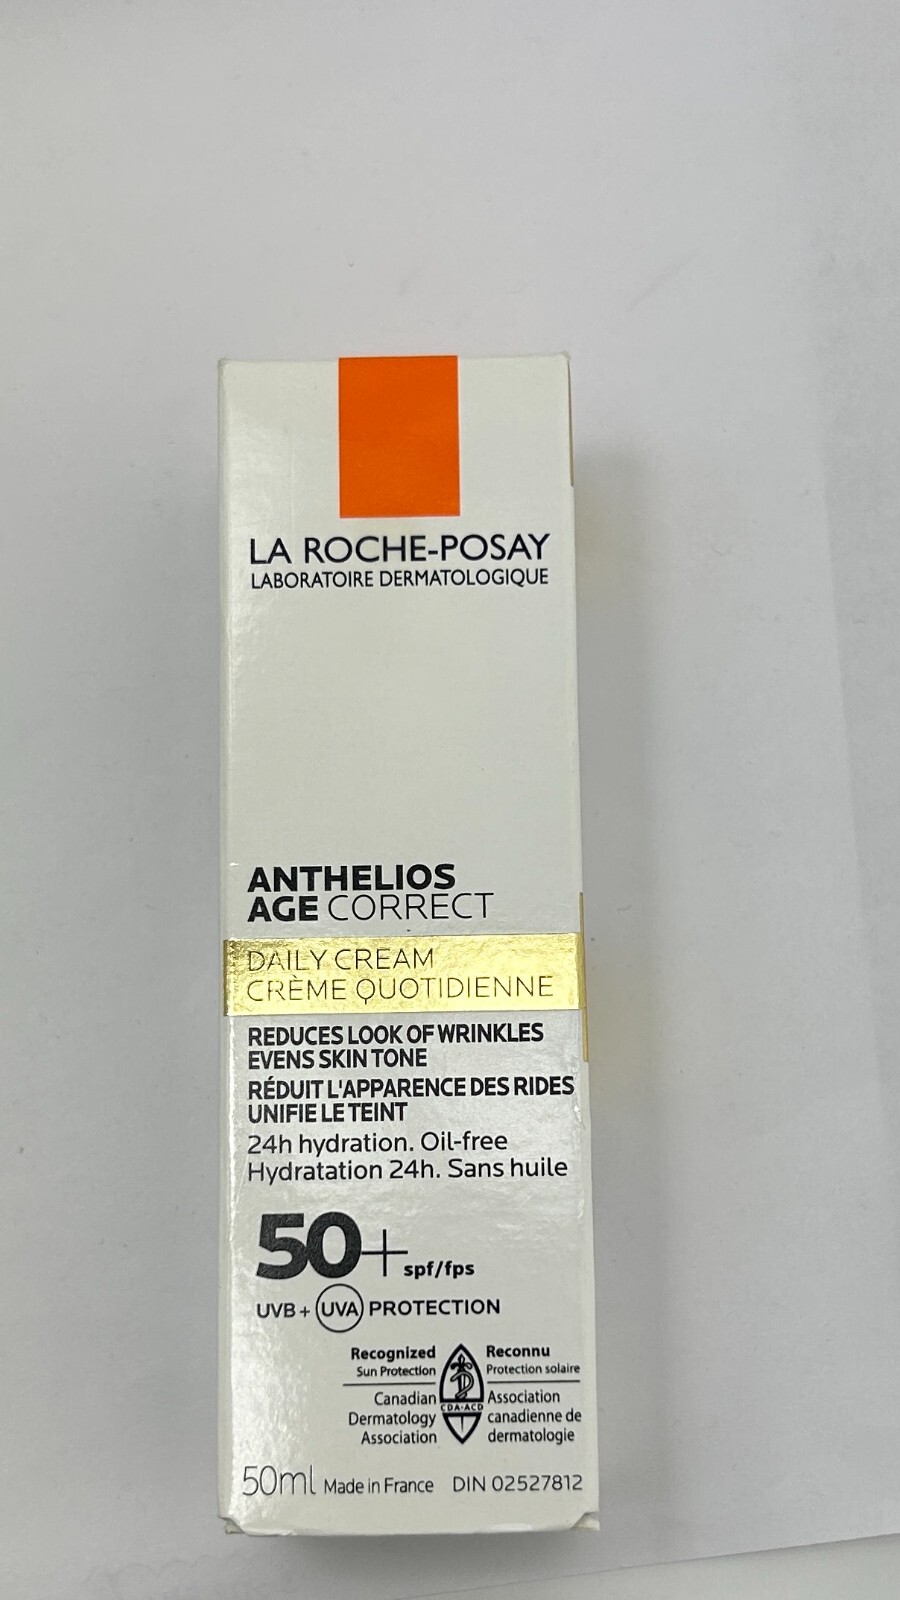 LA ROCHE-POSAY
LABORATOIRE DERMATOLOGIQUE
ANTHELIOS
AGE CORRECT
DAILY CREAM
CRÈME QUOTIDIENNE
REDUCES LOOK OF WRINKLES
EVENS SKIN TONE
RÉDUIT L'APPARENCE DES RIDES
UNIFIE LE TEINT
24h hydration. Oil-free
Hydratation 24h. Sans huile
50+ spf/fps
UVB + UVA PROTECTION
Recognized
Sun Protection
Canadian
Dermatology
Association
CDA·ACD
Reconnu
Protection solaire
Association
canadienne de
dermatologie
50ml Made in France DIN 02527812